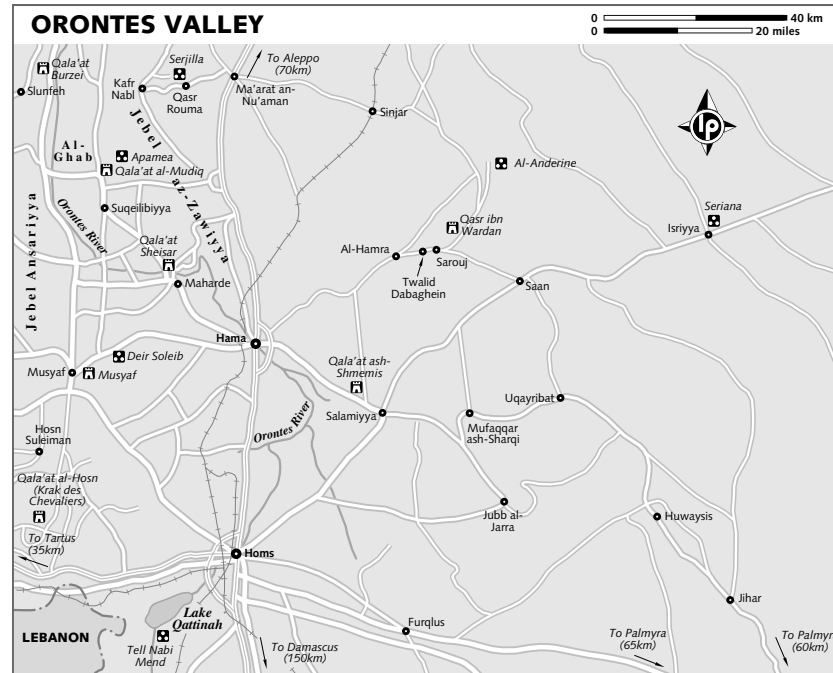 ORONTES VALLEY
0 40 km
0 20 miles
To Aleppo
(70km)
Qala'at
Burzei
Slunfeh
Kafr
Nabl
Serjilla
Qasr
Rouma
Ma'arat an-
Nu'aman
Sinjar
lp
Al-
Ghab
Jebel az-Zawiyya
Apamea
Qala'at al-Mudiq
Al-Anderine
Suqeilibiyya
Orontes River
Jebel Ansariyya
Qasr ibn
Wardan
Seriana
Isriyya
Qala'at
Sheisar
Maharde
Al-Hamra
Sarouj
Twalid
Dabaghein
Saan
Hama
Deir Soleib
Musyaf
Musyaf
Qala'at ash-
Shmemis
Salamiyya
Uqayribat
Mufaqqar
ash-Sharqi
Orontes River
Hosn
Suleiman
Qala'at al-Hosn
(Krak des
Chevaliers)
To Tartus
(35km)
Jubb al-
Jarra
Huwaysis
Homs
Jihar
Lake
Qattinah
LEBANON
Tell Nabi
Mend
Furqlus
To Damascus
(150km)
To Palmyra
(65km)
To Palmyr
(60km)